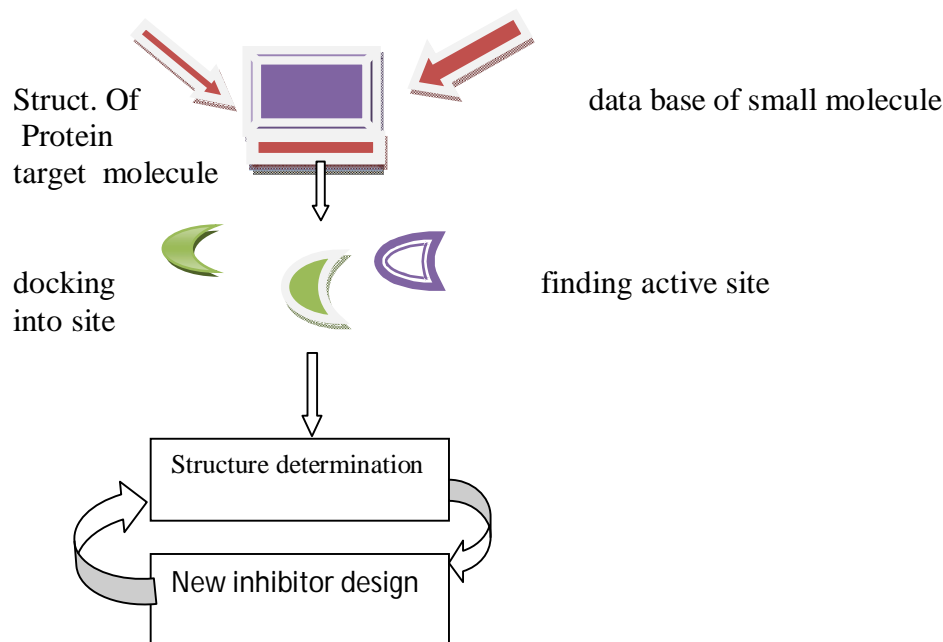 Struct. Of
Protein
target molecule
data base of small molecule
docking
into site
finding active site
Structure determination
New inhibitor design